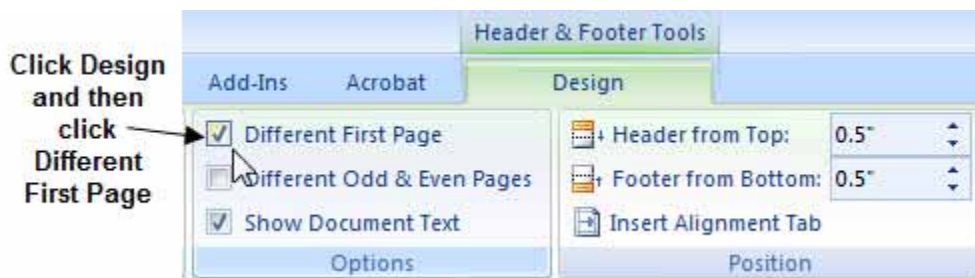 Header & Footer Tools
Click Design
and then
click
Different
First Page
Add-Ins Acrobat Design
Different First Page
Different Odd & Even Pages
Show Document Text
Options
Header from Top: 0.5"
Footer from Bottom: 0.5"
Insert Alignment Tab
Position